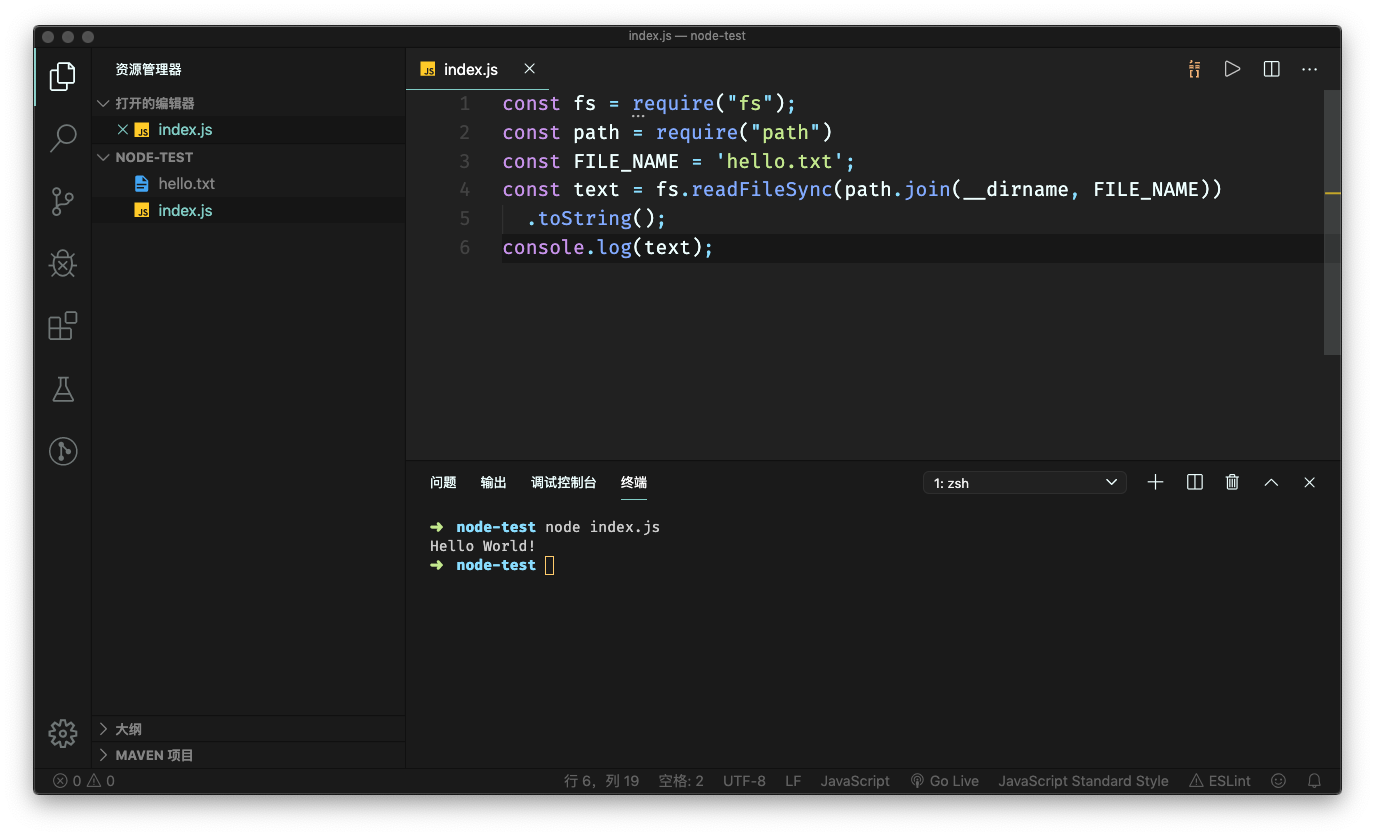 index.js — node-test
资源管理器
打开的编辑器
JS index.js
NODE-TEST
hello.txt
JS index.js
大纲
MAVEN 项目
JS index.js
1 const fs = require("fs");
2 const path = require("path")
3 const FILE_NAME = 'hello.txt';
4 const text = fs.readFileSync(path.join(__dirname, FILE_NAME))
5 .toString();
6 console.log(text);
问题 输出 调试控制台 终端 1: zsh
➜ node-test node index.js
Hello World!
➜ node-test
0 0 行 6，列 19 空格: 2 UTF-8 LF JavaScript Go Live JavaScript Standard Style ESLint